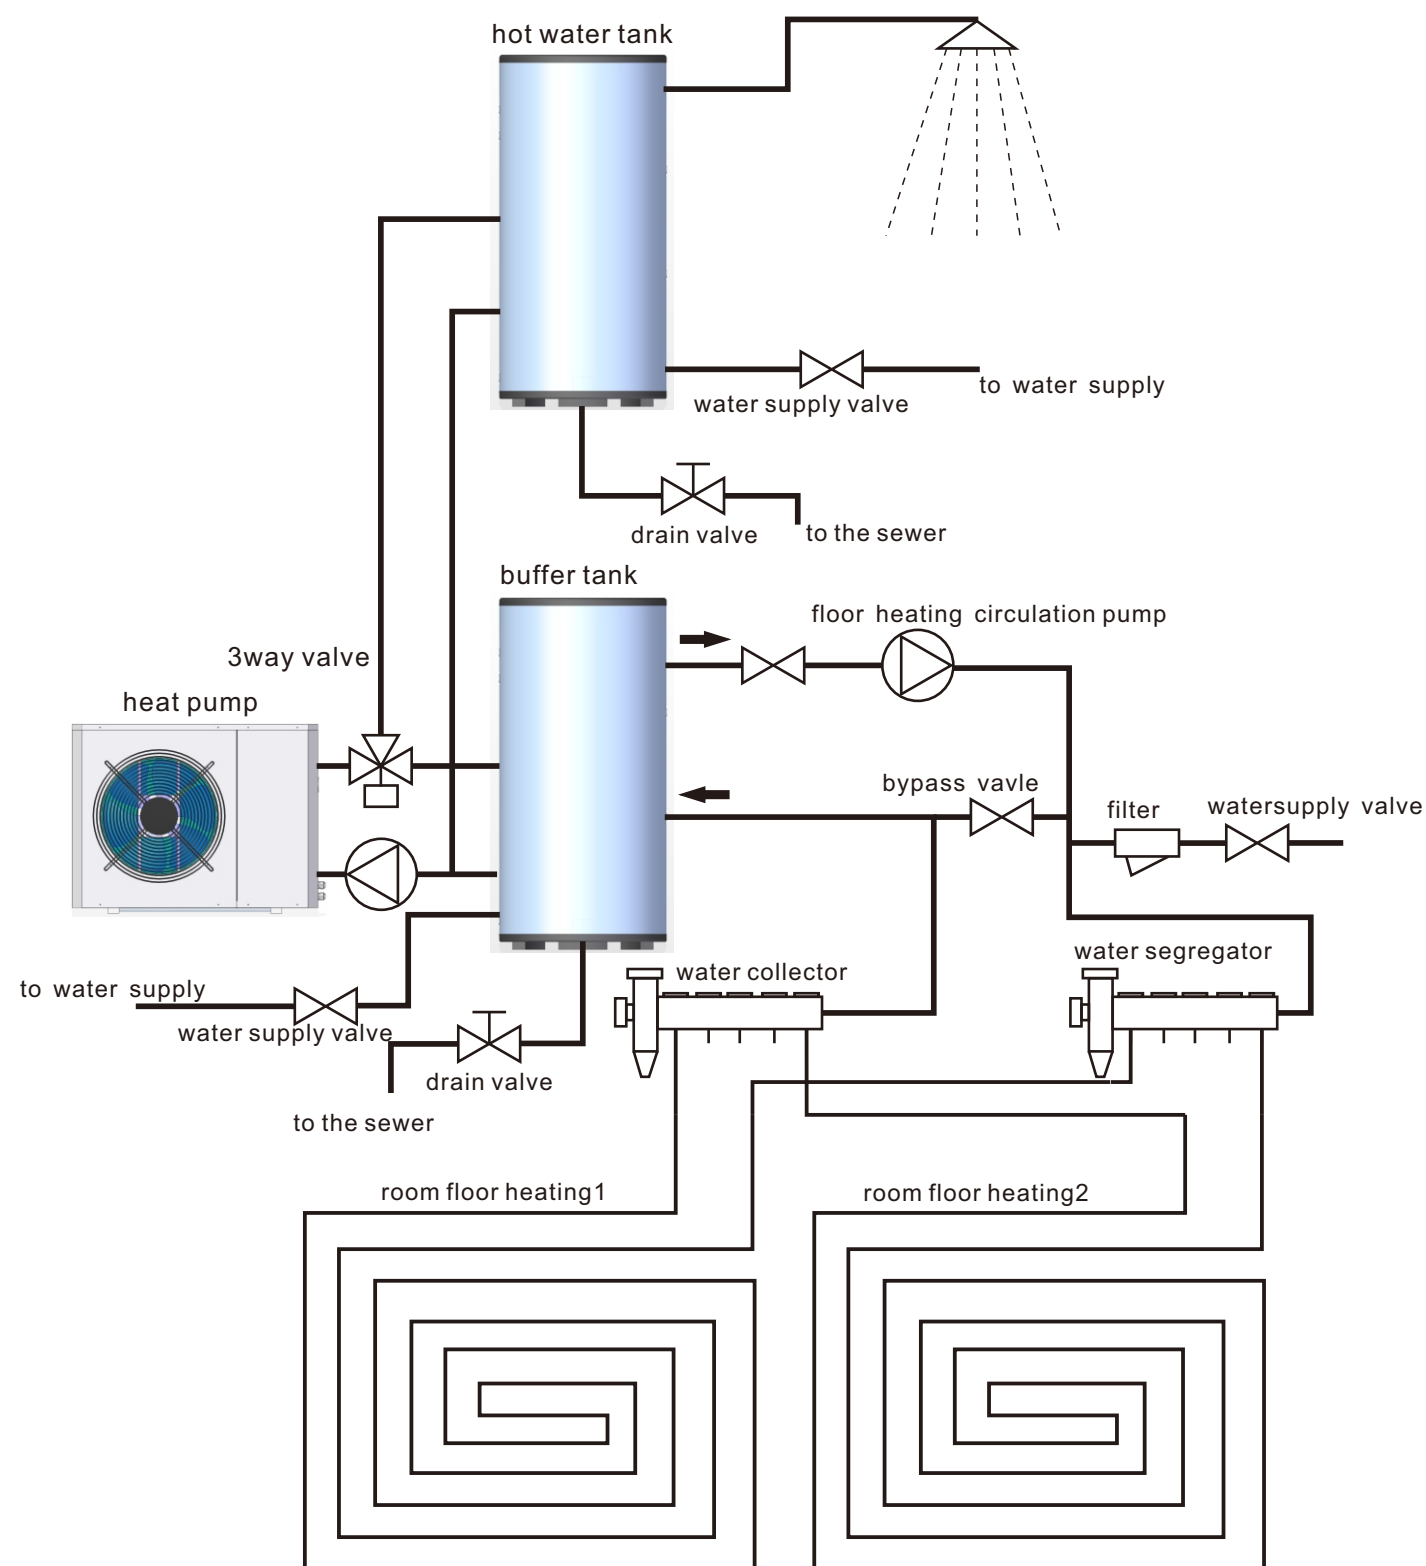 hot water tank
to water supply
water supply valve
drain valve
to the sewer
buffer tank
floor heating circulation pump
3way valve
heat pump
bypass vavle
filter
watersupply valve
water segregator
water collector
to water supply
water supply valve
drain valve
to the sewer
room floor heating1
room floor heating2